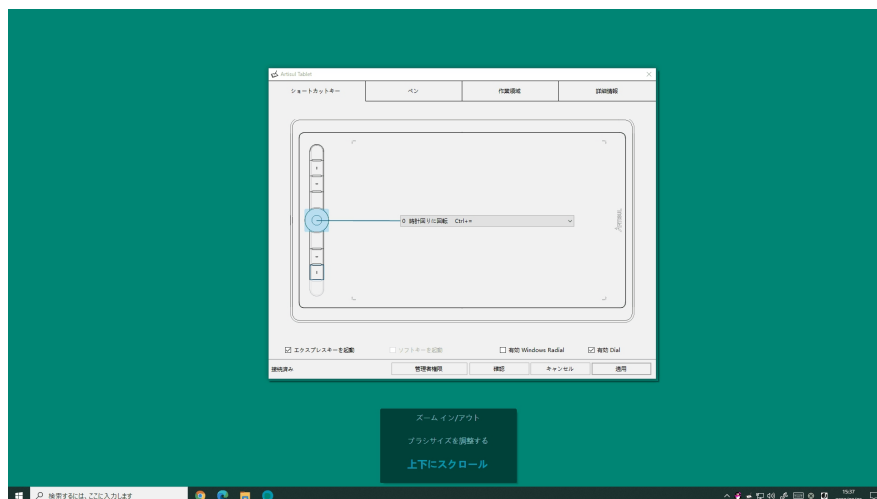 Artisul Tablet
ショートカットキー
ペン
作業領域
詳細情報
0 時計回りに回転 Ctrl+=
ARTISUL
エクスプレスキーを起動
ソフトキーを起動
有効 Windows Radial
有効 Dial
接続済み
管理者権限
確認
キャンセル
適用
ズーム イン/アウト
ブラシサイズを調整する
上下にスクロール
検索するには、ここに入力します
15:37